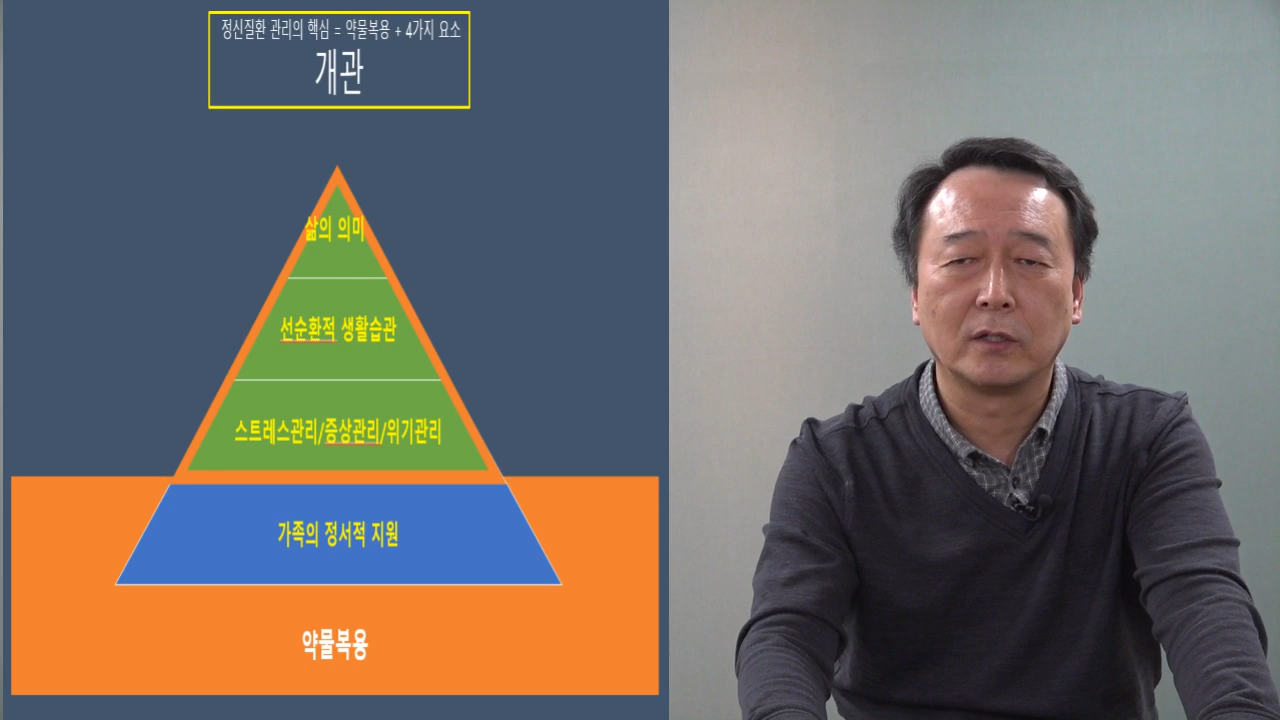 정신질환 관리의 핵심 = 약물복용 + 4가지 요소
개관
삶의 의미
선순환적 생활습관
스트레스관리/증상관리/위기관리
가족의 정서적 지원
약물복용